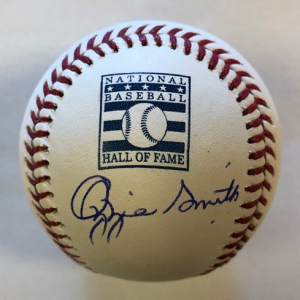 NATIONAL
BASEBALL
HALL OF FAME
Ozzie Smith